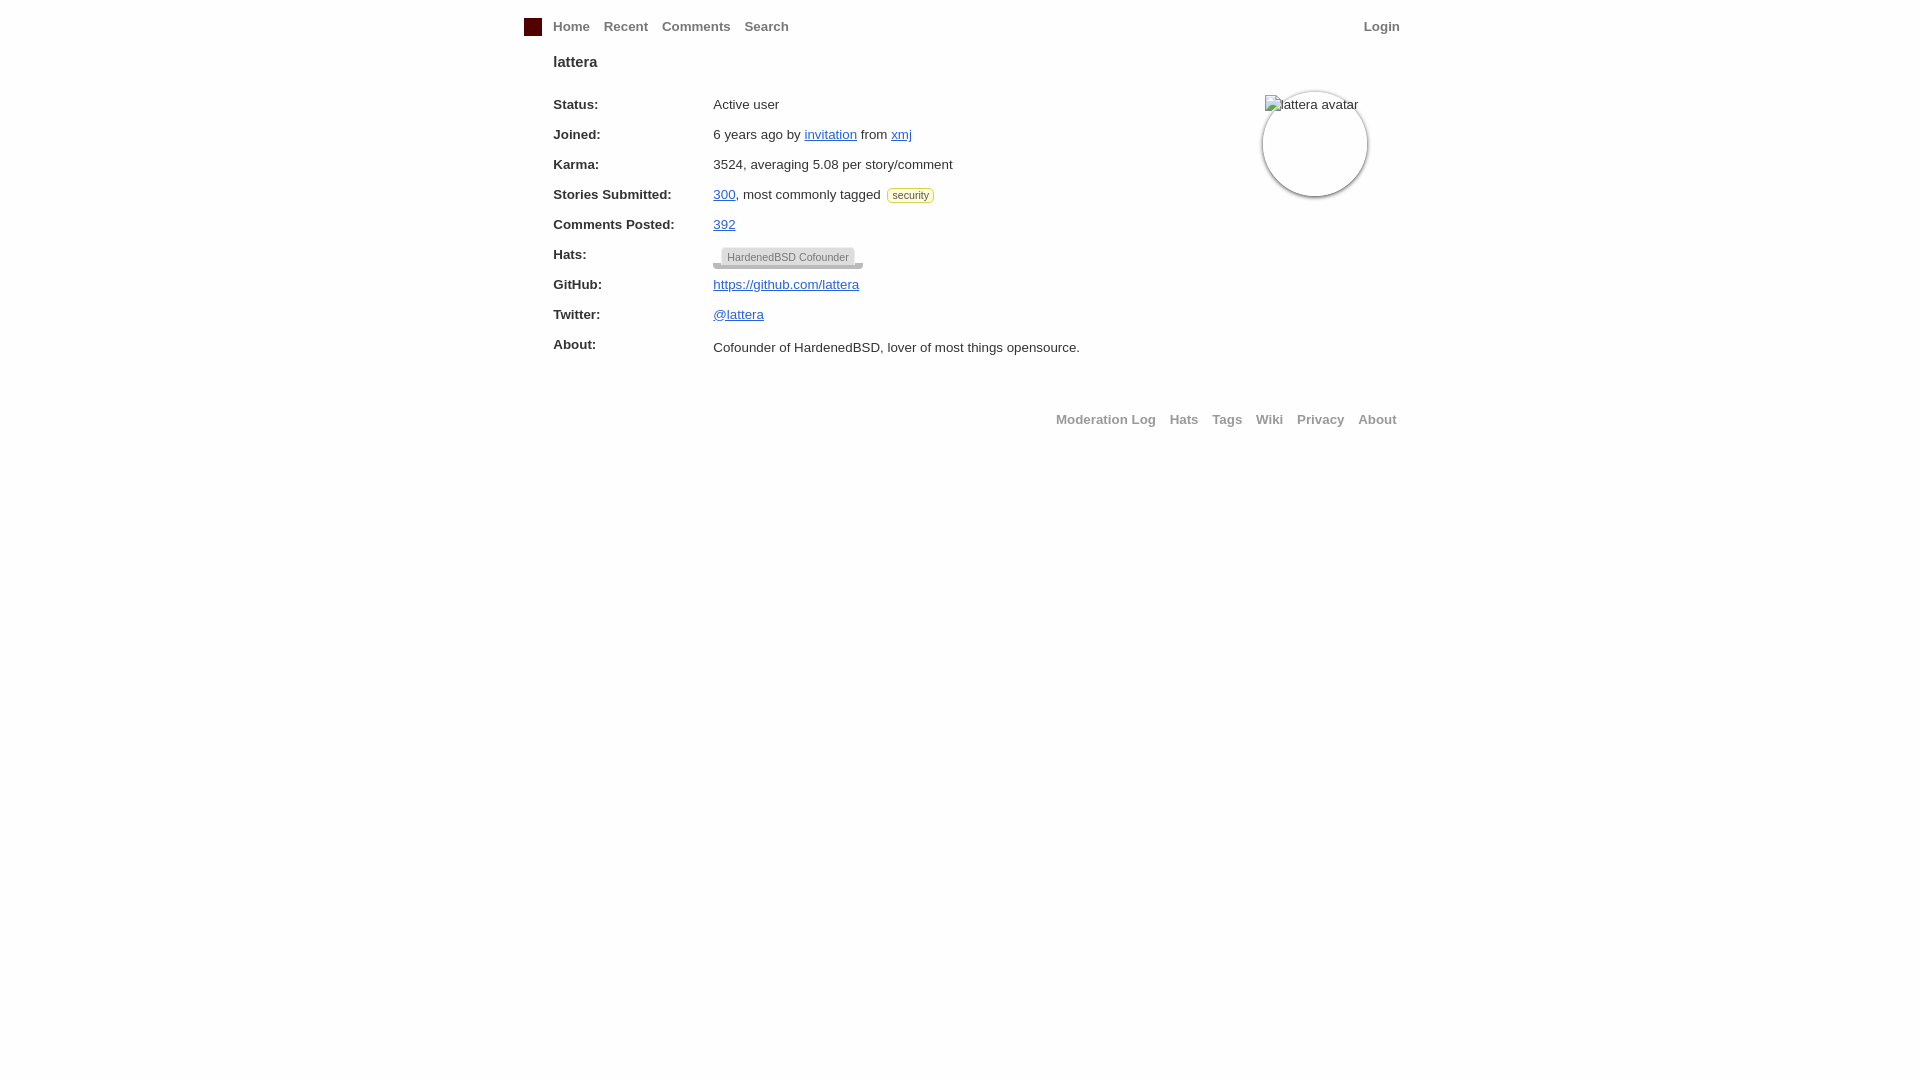 Home Recent Comments Search Login
lattera
Status: Active user
lattera avatar
Joined: 6 years ago by invitation from xmj
Karma: 3524, averaging 5.08 per story/comment
Stories Submitted: 300, most commonly tagged security
Comments Posted: 392
Hats: HardenedBSD Cofounder
GitHub: https://github.com/lattera
Twitter: @lattera
About: Cofounder of HardenedBSD, lover of most things opensource.
Moderation Log Hats Tags Wiki Privacy About